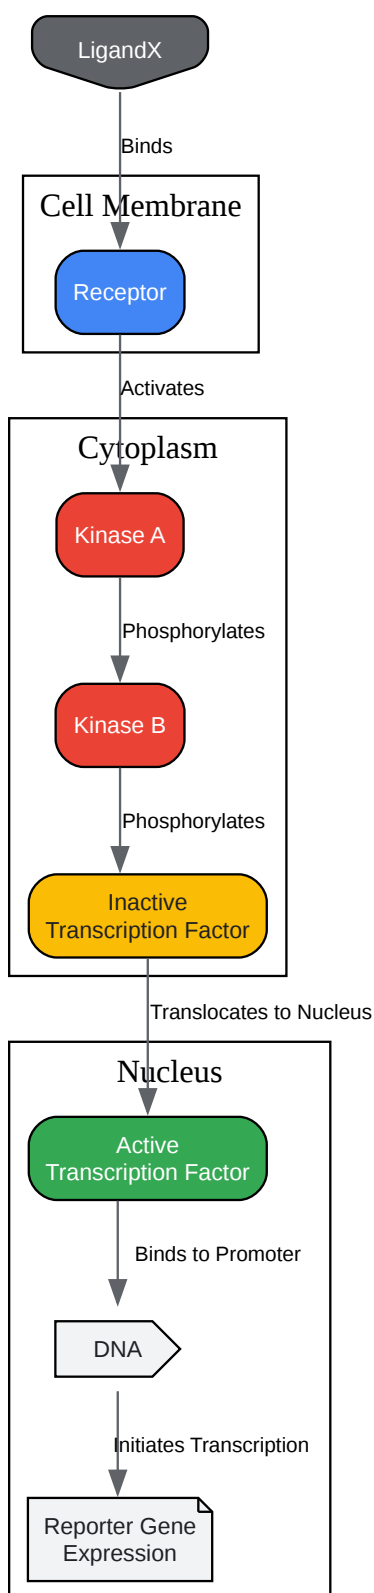 LigandX
Binds
Cell Membrane
Receptor
Activates
Cytoplasm
Kinase A
Phosphorylates
Kinase B
Phosphorylates
Inactive
Transcription Factor
Translocates to Nucleus
Nucleus
Active
Transcription Factor
Binds to Promoter
DNA
Initiates Transcription
Reporter Gene
Expression